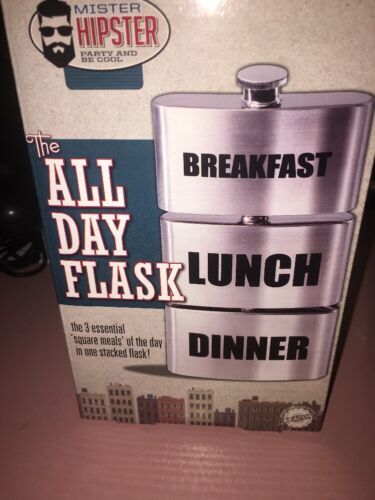 MISTER
HIPSTER
PARTY AND
BE COOL
The
ALL
DAY
FLASK
the 3 essential
'square meals' of the day
in one stacked flask!
BREAKFAST
LUNCH
DINNER